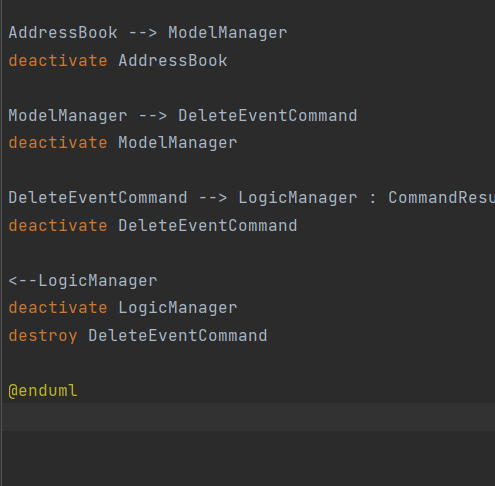 AddressBook --> ModelManager
deactivate AddressBook
ModelManager --> DeleteEventCommand
deactivate ModelManager
DeleteEventCommand --> LogicManager : CommandResu
deactivate DeleteEventCommand
<--LogicManager
deactivate LogicManager
destroy DeleteEventCommand
@enduml